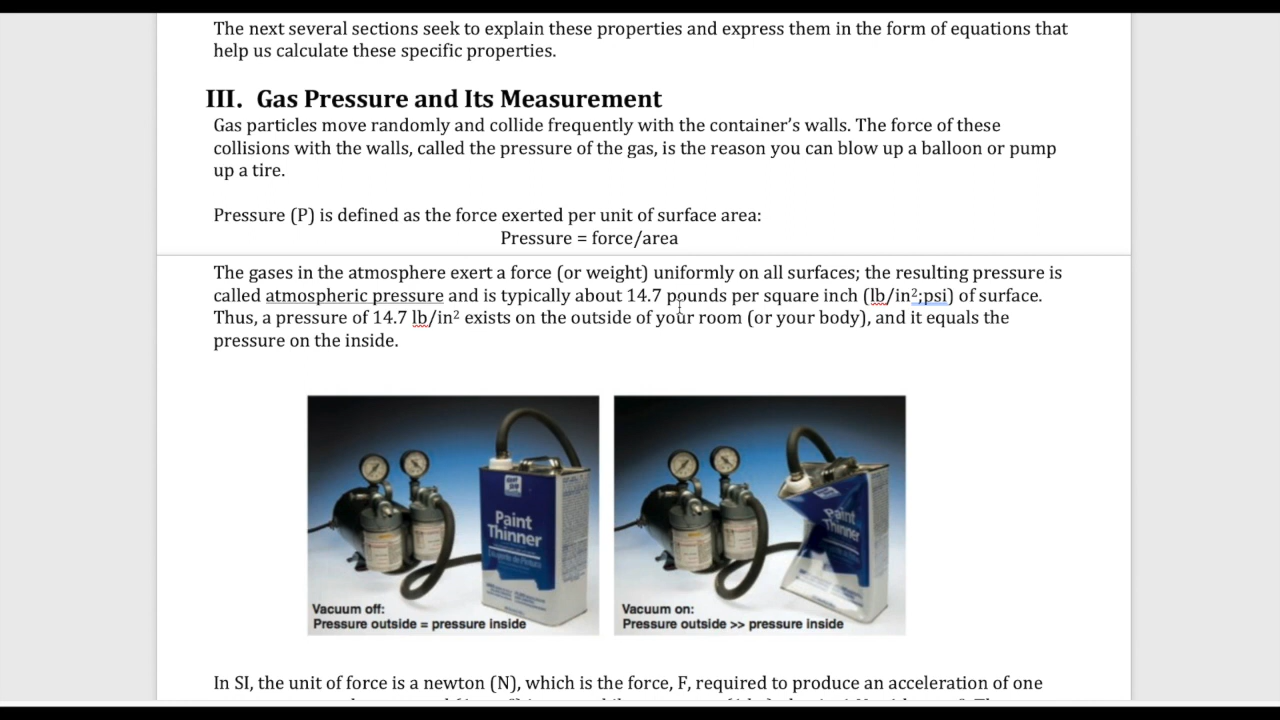 The next several sections seek to explain these properties and express them in the form of equations that
help us calculate these specific properties.
III. Gas Pressure and Its Measurement
Gas particles move randomly and collide frequently with the container’s walls. The force of these
collisions with the walls, called the pressure of the gas, is the reason you can blow up a balloon or pump
up a tire.
Pressure (P) is defined as the force exerted per unit of surface area:
Pressure = force/area
The gases in the atmosphere exert a force (or weight) uniformly on all surfaces; the resulting pressure is
called atmospheric pressure and is typically about 14.7 pounds per square inch (lb/in²;psi) of surface.
Thus, a pressure of 14.7 lb/in² exists on the outside of your room (or your body), and it equals the
pressure on the inside.
Paint
Thinner
Vacuum off:
Pressure outside = pressure inside
Paint
Thinner
Vacuum on:
Pressure outside >> pressure inside
In SI, the unit of force is a newton (N), which is the force, F, required to produce an acceleration of one